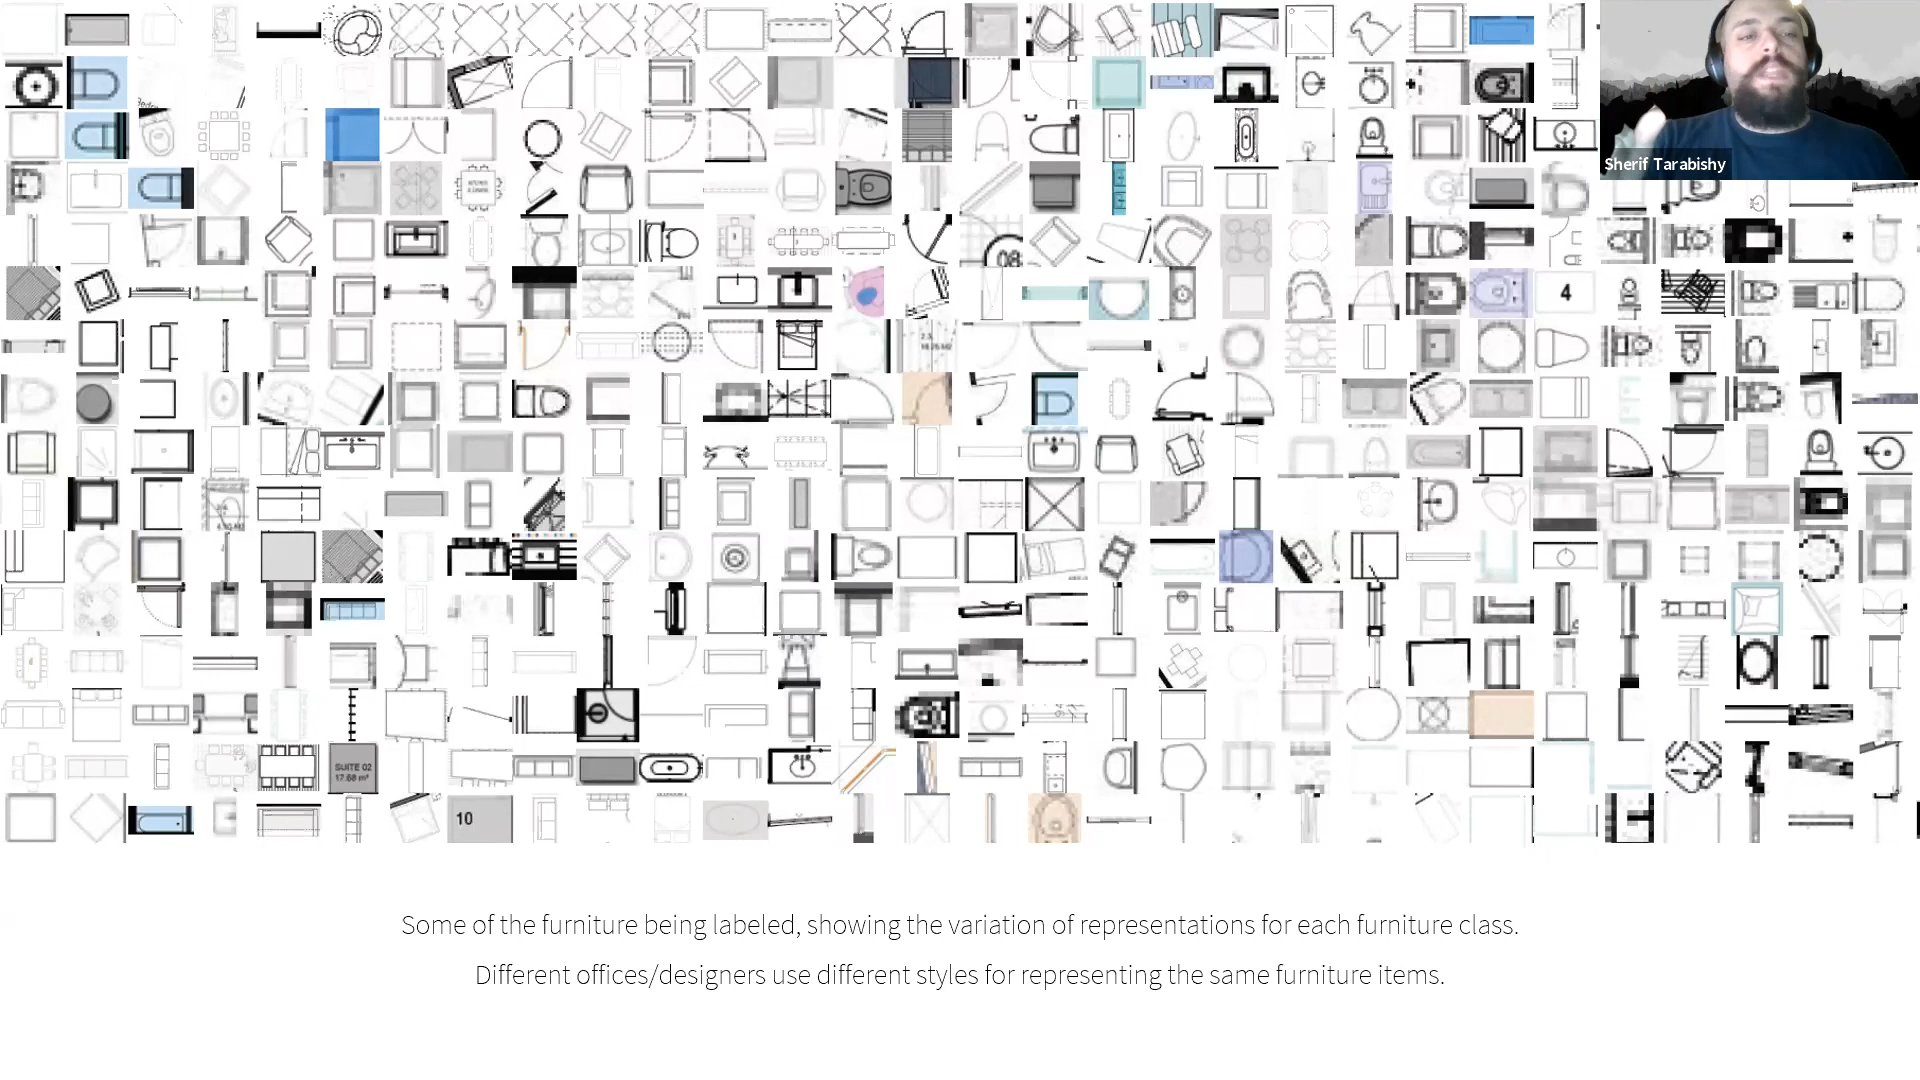 Sherif Tarabishy
08
4
SUITE 02
17.68 m²
10
Some of the furniture being labeled, showing the variation of representations for each furniture class.
Different offices/designers use different styles for representing the same furniture items.